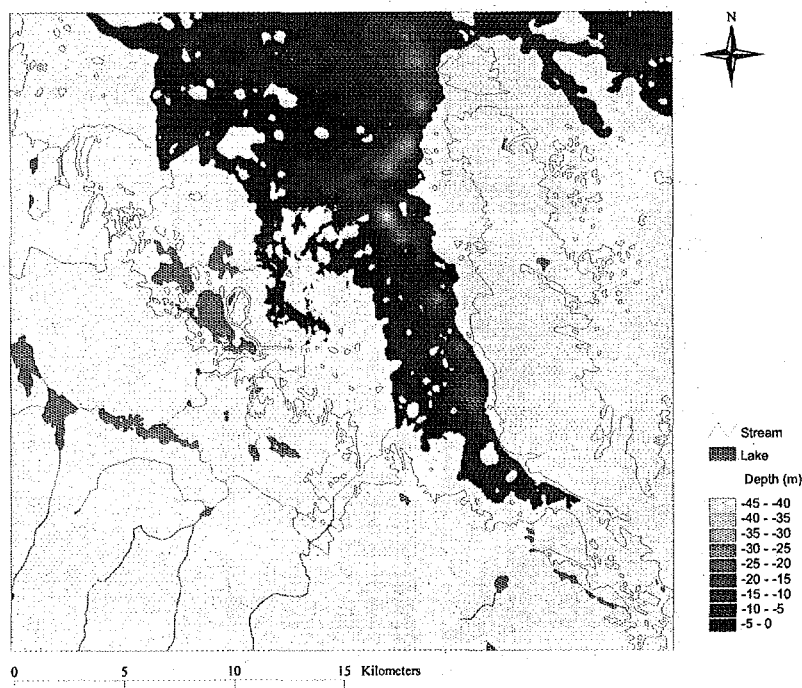 N
Stream
Lake
Depth (m)
-45 - -40
-40 - -35
-35 - -30
-30 - -25
-25 - -20
-20 - -15
-15 - -10
-10 - -5
-5 - 0
0 5 10 15 Kilometers